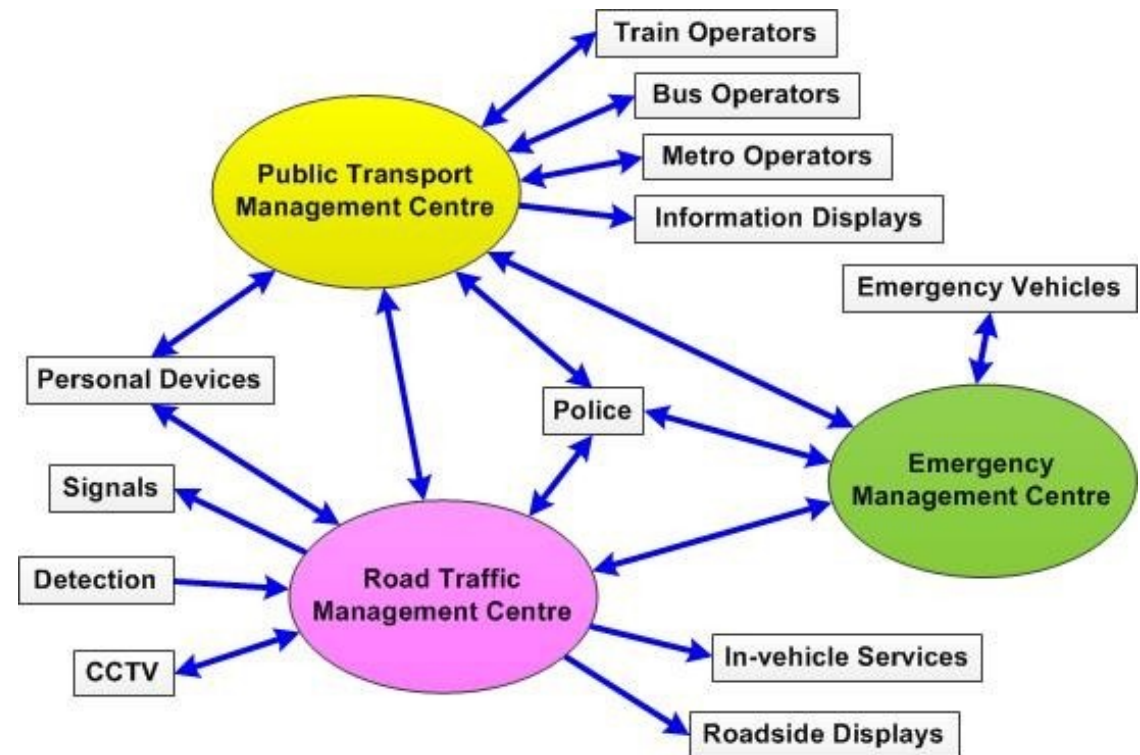 Train Operators
Bus Operators
Metro Operators
Information Displays
Public Transport
Management Centre
Emergency Vehicles
Personal Devices
Police
Signals
Emergency
Management Centre
Detection
Road Traffic
Management Centre
CCTV
In-vehicle Services
Roadside Displays